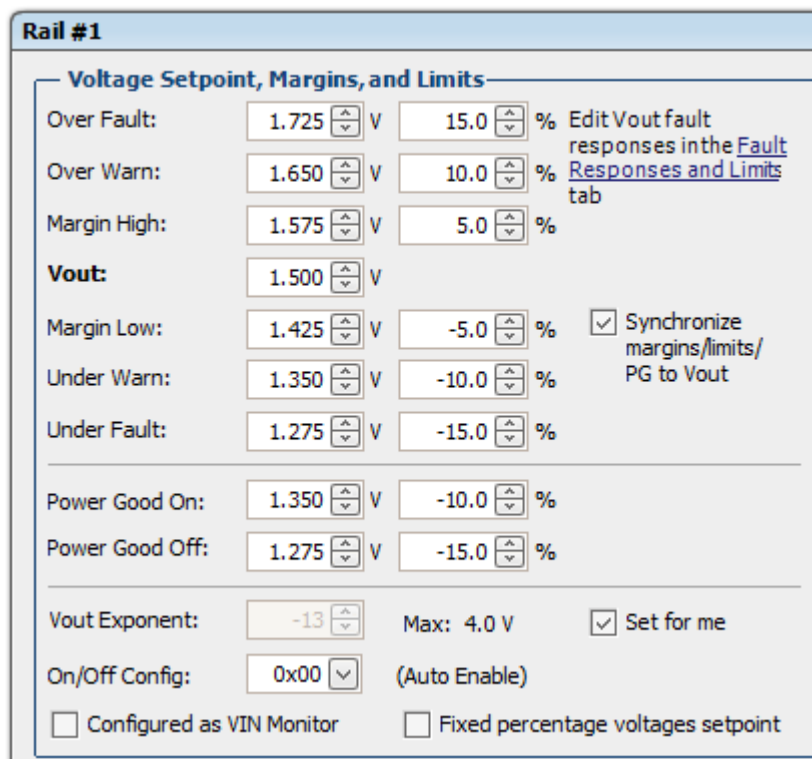 Rail #1
Voltage Setpoint, Margins, and Limits
Over Fault: 1.725 V 15.0 % Edit Vout fault
responses in the Fault
Over Warn: 1.650 V 10.0 % Responses and Limits
tab
Margin High: 1.575 V 5.0 %
Vout: 1.500 V
Margin Low: 1.425 V -5.0 % Synchronize
margins/limits/
Under Warn: 1.350 V -10.0 % PG to Vout
Under Fault: 1.275 V -15.0 %
Power Good On: 1.350 V -10.0 %
Power Good Off: 1.275 V -15.0 %
Vout Exponent: -13 Max: 4.0 V Set for me
On/Off Config: 0x00 (Auto Enable)
Configured as VIN Monitor Fixed percentage voltages setpoint